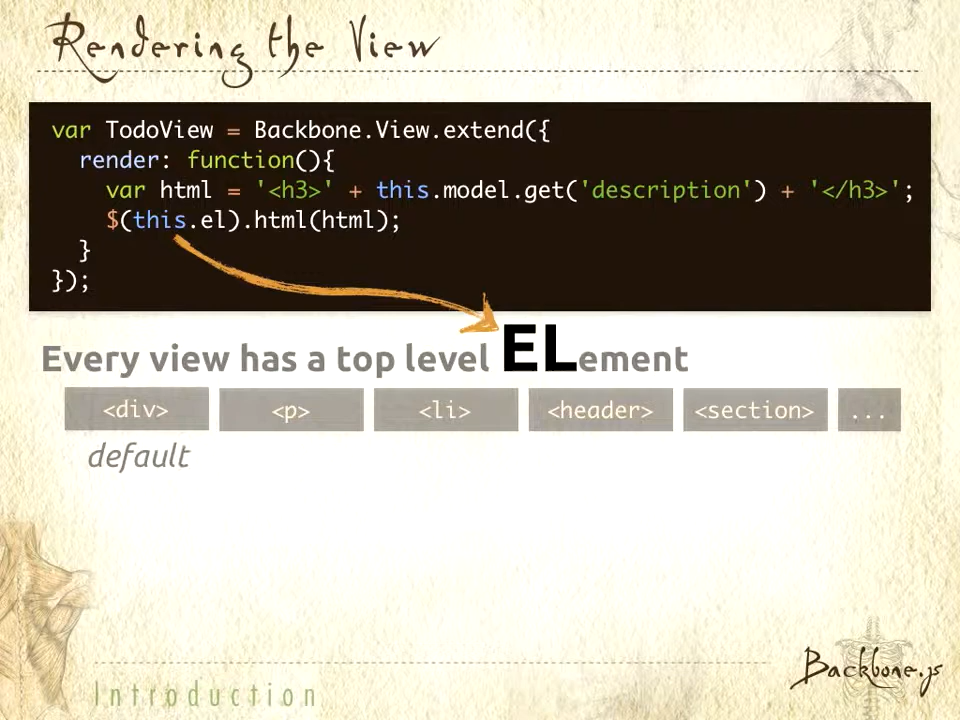 Rendering the View
var TodoView = Backbone.View.extend({
render: function(){
var html = '<h3>' + this.model.get('description') + '</h3>';
$(this.el).html(html);
}
});
Every view has a top level ELement
<div> <p> <li> <header> <section> ...
default
Introduction
Backbone.js